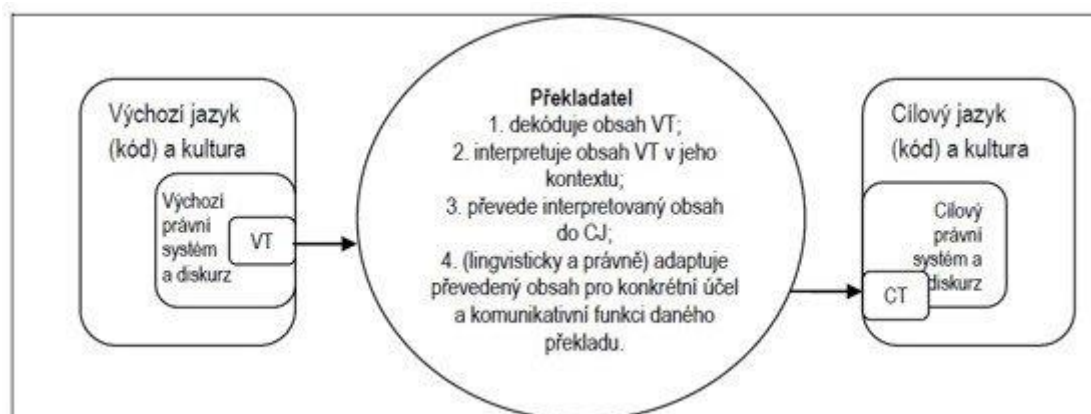 Výchozí jazyk
(kód) a kultura
Výchozí
právní
systém
a diskurz
VT
Překladatel
1. dekóduje obsah VT;
2. interpretuje obsah VT v jeho
kontextu;
3. převede interpretovaný obsah
do CJ;
4. (lingvisticky a právně) adaptuje
převedený obsah pro konkrétní účel
a komunikativní funkci daného
překladu.
Cílový jazyk
(kód) a kultura
Cílový
právní
systém a
diskurz
CT